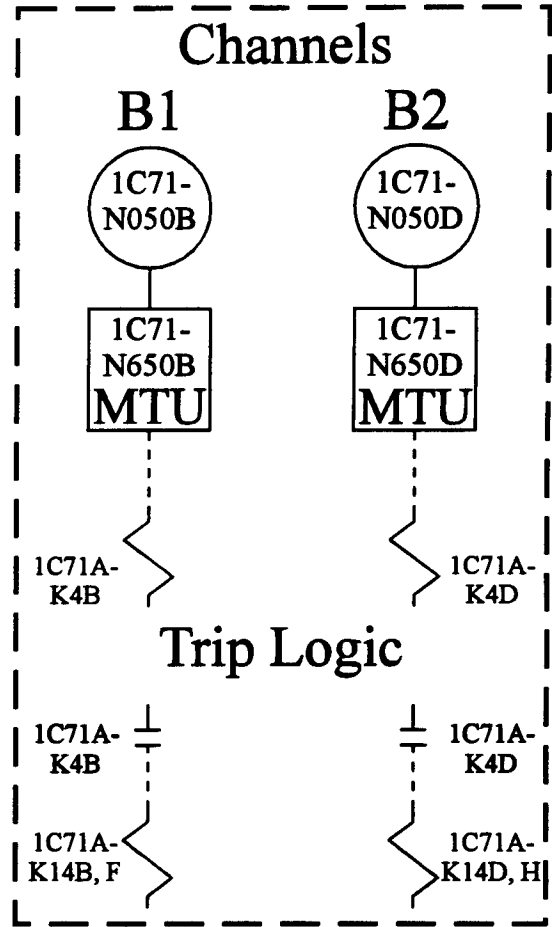 Channels
B1 B2
1C71- 1C71-
N050B N050D
1C71- 1C71-
N650B N650D
MTU MTU
1C71A- 1C71A-
K4B K4D
Trip Logic
1C71A- 1C71A-
K4B K4D
1C71A- 1C71A-
K14B, F K14D, H